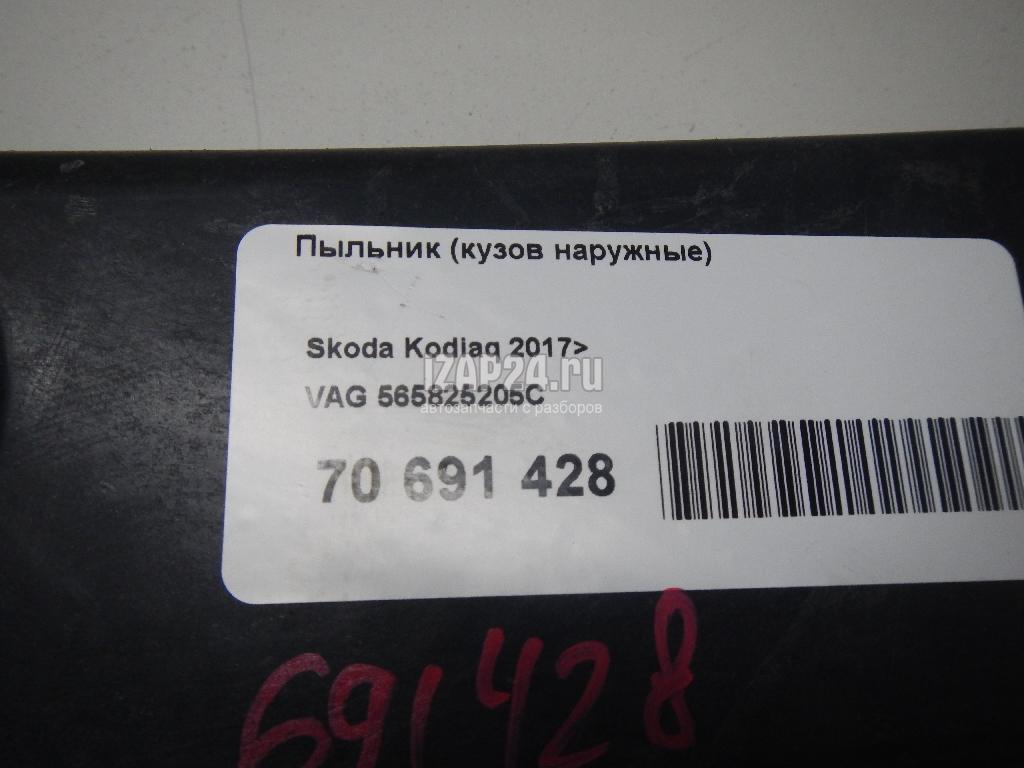 Пыльник (кузов наружные)
Skoda Kodiaq 2017>
IZAP24.ru
VAG 565825205C
автозапчасти с разборов
70 691 428
691428